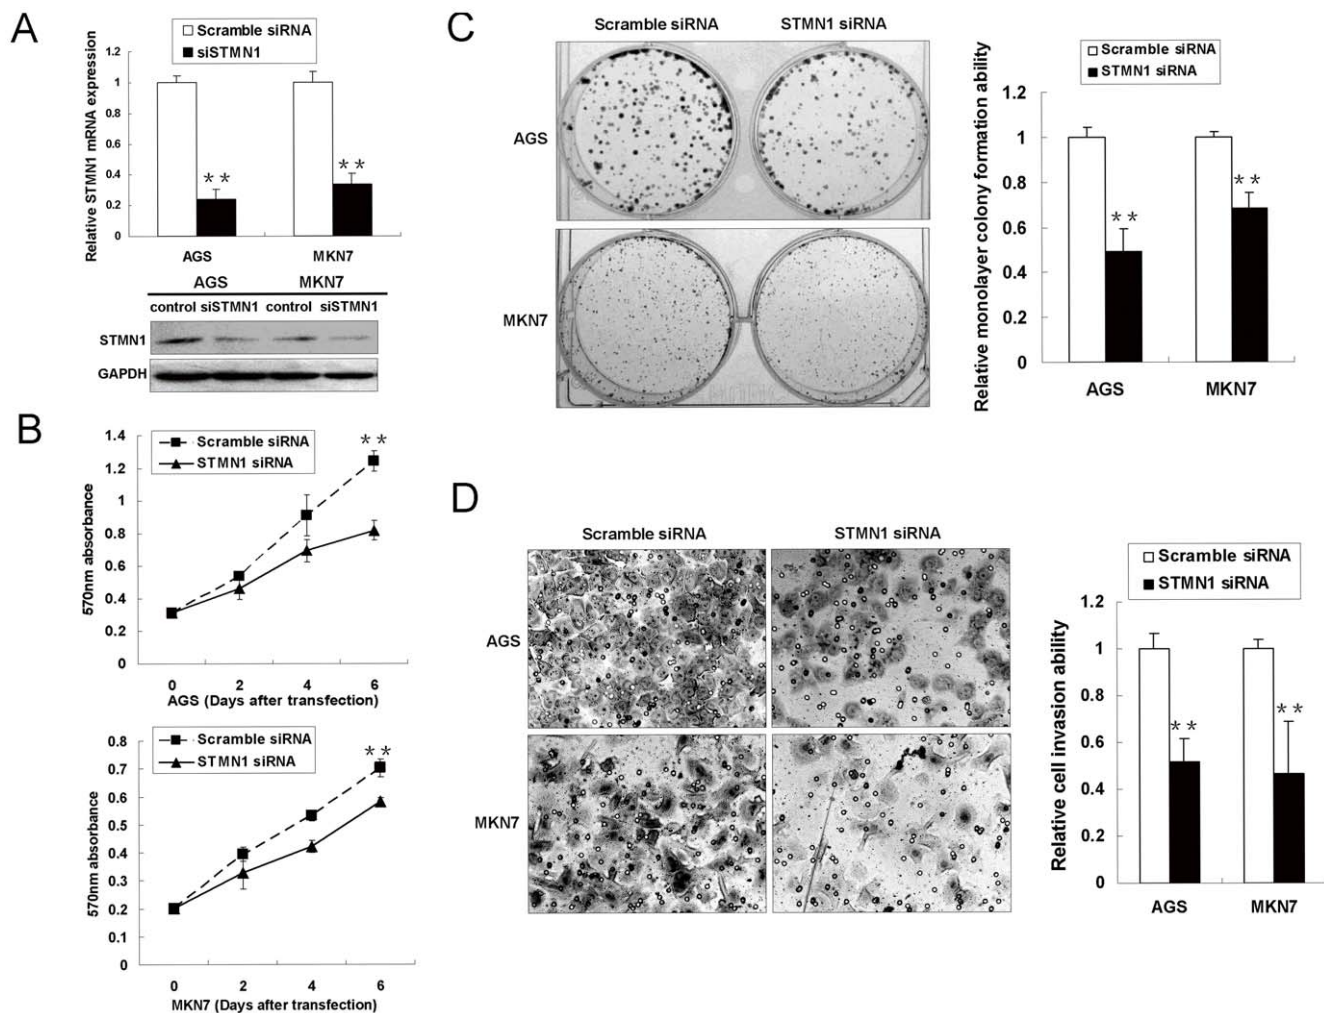 A
Scramble siRNA
siSTMN1
Relative STMN1 mRNA expression
1.2
1
0.8
0.6
0.4
0.2
0
**
**
AGS
MKN7
AGS
MKN7
control siSTMN1 control siSTMN1
STMN1
GAPDH
B
Scramble siRNA
STMN1 siRNA
**
570nm absorbance
1.4
1.2
1
0.8
0.6
0.4
0.2
0
0 2 4 6
AGS (Days after transfection)
Scramble siRNA
STMN1 siRNA
**
570nm absorbance
0.8
0.7
0.6
0.5
0.4
0.3
0.2
0.1
0
0 2 4 6
MKN7 (Days after transfection)
C
Scramble siRNA
STMN1 siRNA
AGS
MKN7
Scramble siRNA
STMN1 siRNA
Relative monolayer colony formation ability
1.2
1
0.8
0.6
0.4
0.2
0
**
**
AGS
MKN7
D
Scramble siRNA
STMN1 siRNA
AGS
MKN7
Scramble siRNA
STMN1 siRNA
Relative cell invasion ability
1.2
1
0.8
0.6
0.4
0.2
0
**
**
AGS
MKN7